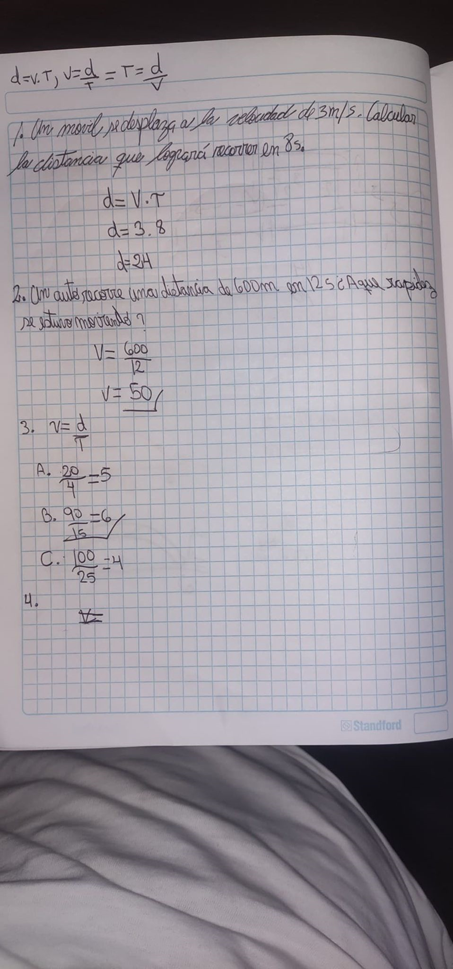 d=v.T, v=d/T = T=d/V
1. Un movil, se desplaza a la velocidad de 3m/s. Calcular
la distancia que logrará recorrer en 8s.
d= V.T
d=3.8
d=24
2. Un auto recorre una distancia de 600m en 12s ¿A que rapidez
se estuvo moviendo?
V= 600/12
V= 50
3. V= d/T
A. 20/4=5
B. 90/15=6
C. 100/25=4
4.
V=
Standford